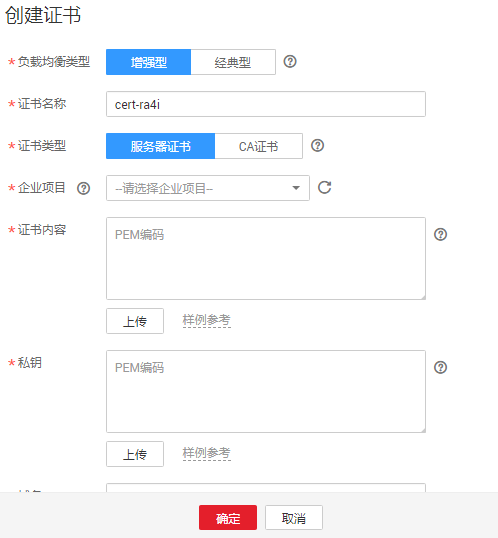 创建证书
* 负载均衡类型 增强型 经典型 ?
* 证书名称 cert-ra4i
* 证书类型 服务器证书 CA证书 ?
* 企业项目 ? --请选择企业项目--
* 证书内容 PEM编码 ?
上传 样例参考
* 私钥 PEM编码 ?
上传 样例参考
确定 取消